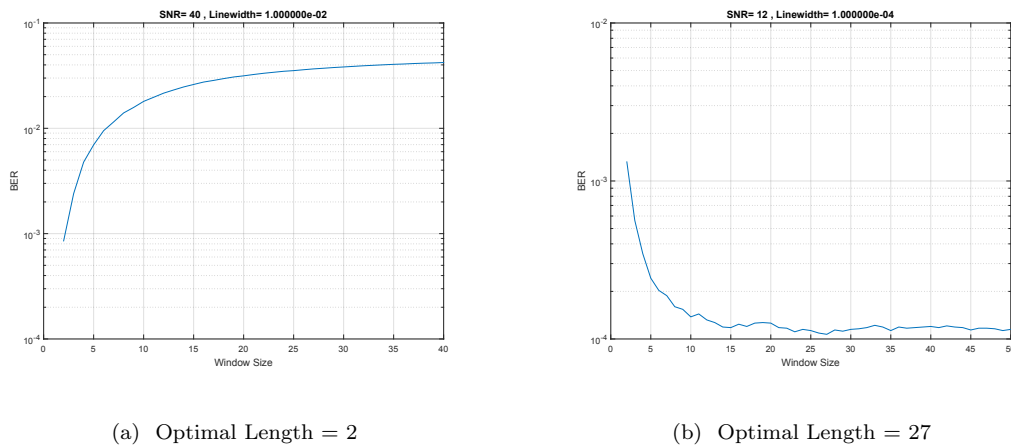 SNR= 40 , Linewidth= 1.000000e-02
10-1
10-2
10-3
10-4
BER
0 5 10 15 20 25 30 35 40
Window Size
(a) Optimal Length = 2
SNR= 12 , Linewidth= 1.000000e-04
10-2
10-3
10-4
BER
0 5 10 15 20 25 30 35 40 45 50
Window Size
(b) Optimal Length = 27